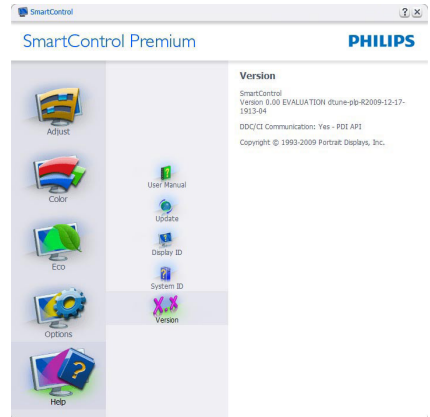 SmartControl
SmartControl Premium
PHILIPS
Adjust
Color
Eco
Options
Help
User Manual
Update
Display ID
System ID
X.X
Version
Version
SmartControl
Version 0.00 EVALUATION dtune-plp-R2009-12-17-
1913-04
DDC/CI Communication: Yes - PDI API
Copyright © 1993-2009 Portrait Displays, Inc.